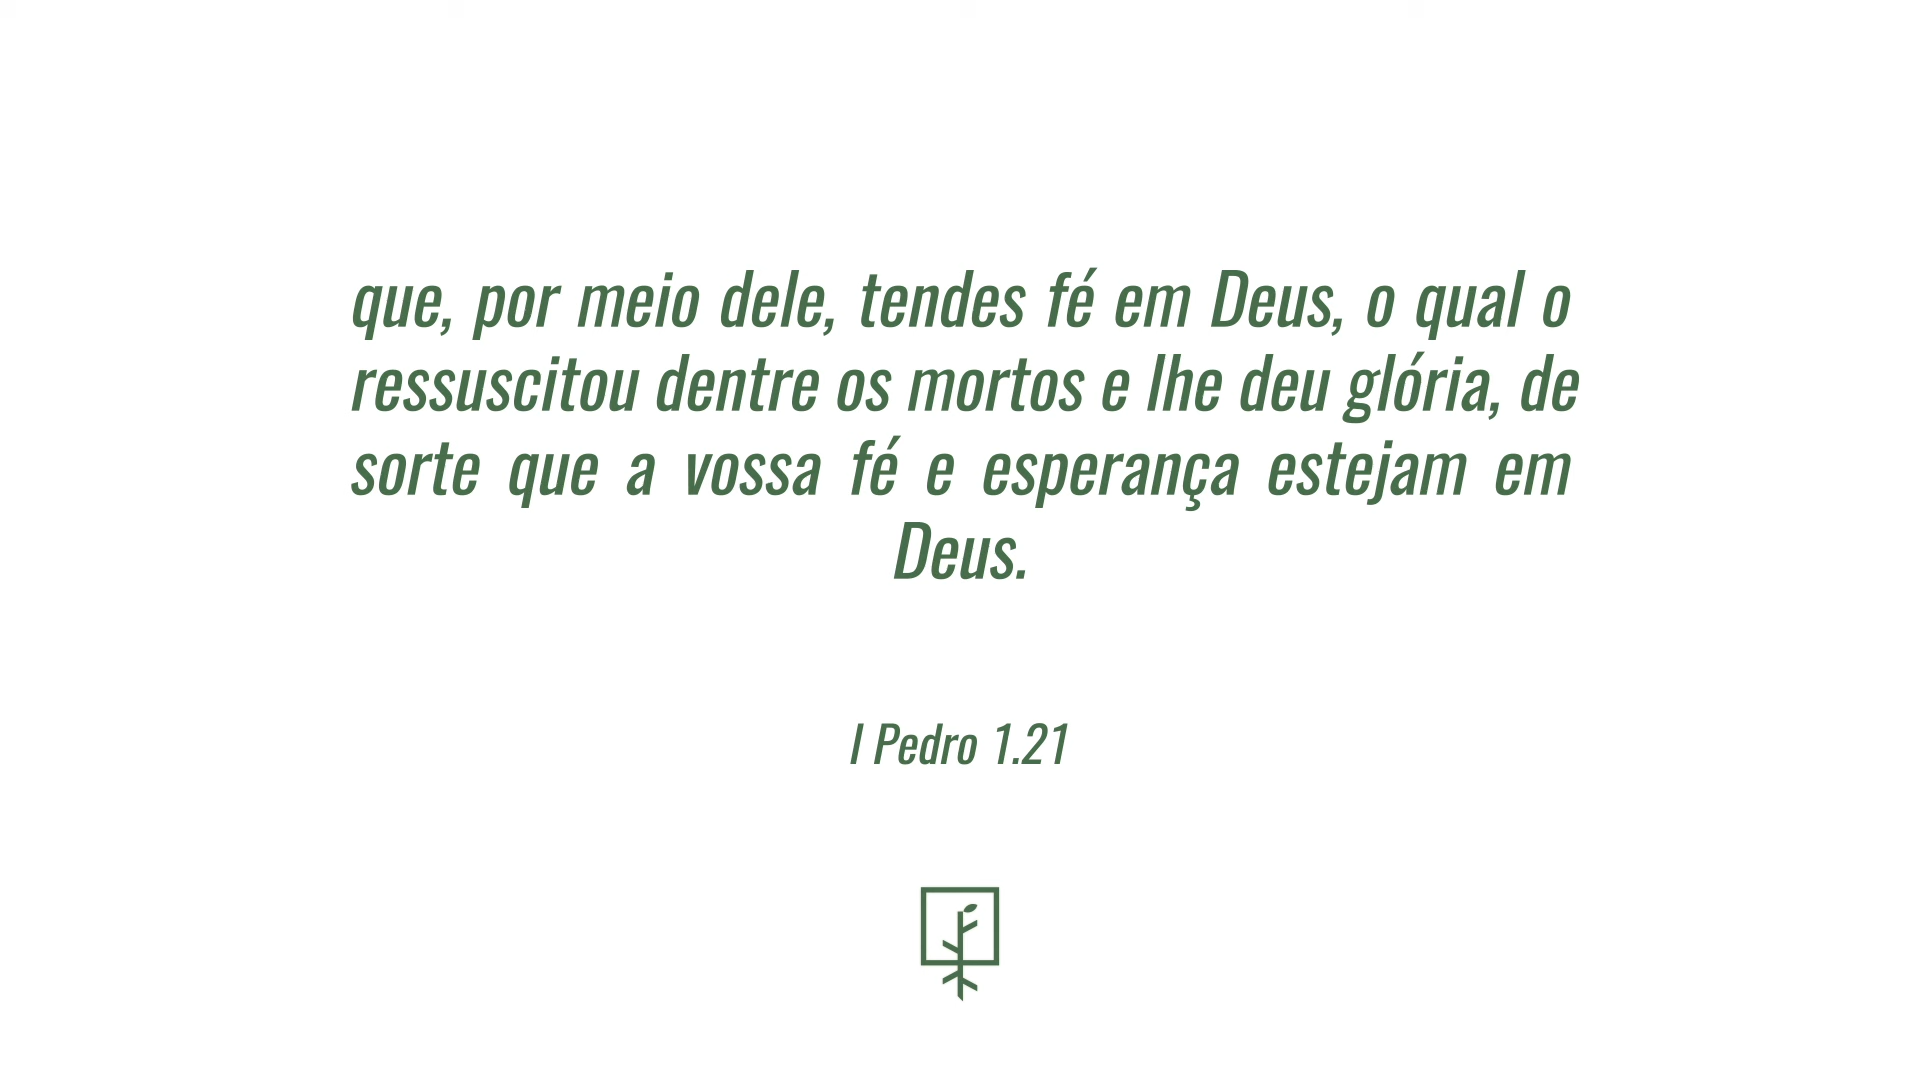 que, por meio dele, tendes fé em Deus, o qual o
ressuscitou dentre os mortos e lhe deu glória, de
sorte que a vossa fé e esperança estejam em
Deus.
I Pedro 1.21